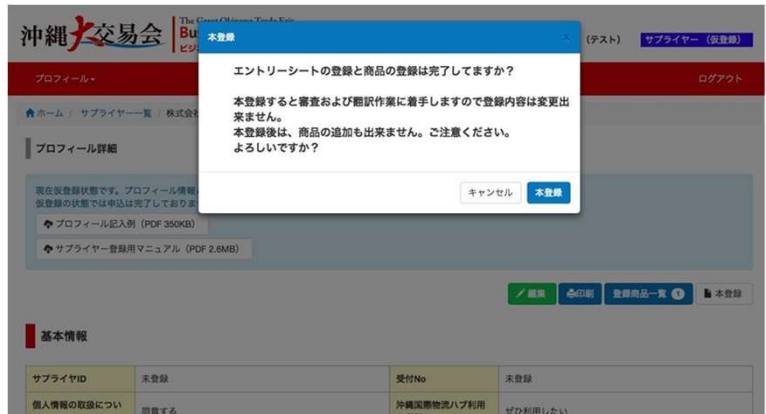 沖縄大交易会
The Great Okinawa Trade Fair
Bu
ビジ
(テスト)
サプライヤー (仮登録)
プロフィール
ログアウト
ホーム / サプライヤー一覧 / 株式会社
本登録
×
エントリーシートの登録と商品の登録は完了してますか？
本登録すると審査および翻訳作業に着手しますので登録内容は変更出
来ません。
本登録後は、商品の追加も出来ません。ご注意ください。
よろしいですか？
キャンセル
本登録
プロフィール詳細
現在仮登録状態です。プロフィール情報
仮登録の状態では申込は完了しておりま
プロフィール記入例 (PDF 350KB)
サプライヤー登録用マニュアル (PDF 2.6MB)
編集
印刷
登録商品一覧 1
本登録
基本情報
サプライヤID 未登録 受付No 未登録
個人情報の取扱につい 同意する 沖縄国際物流ハブ利用 ぜひ利用したい